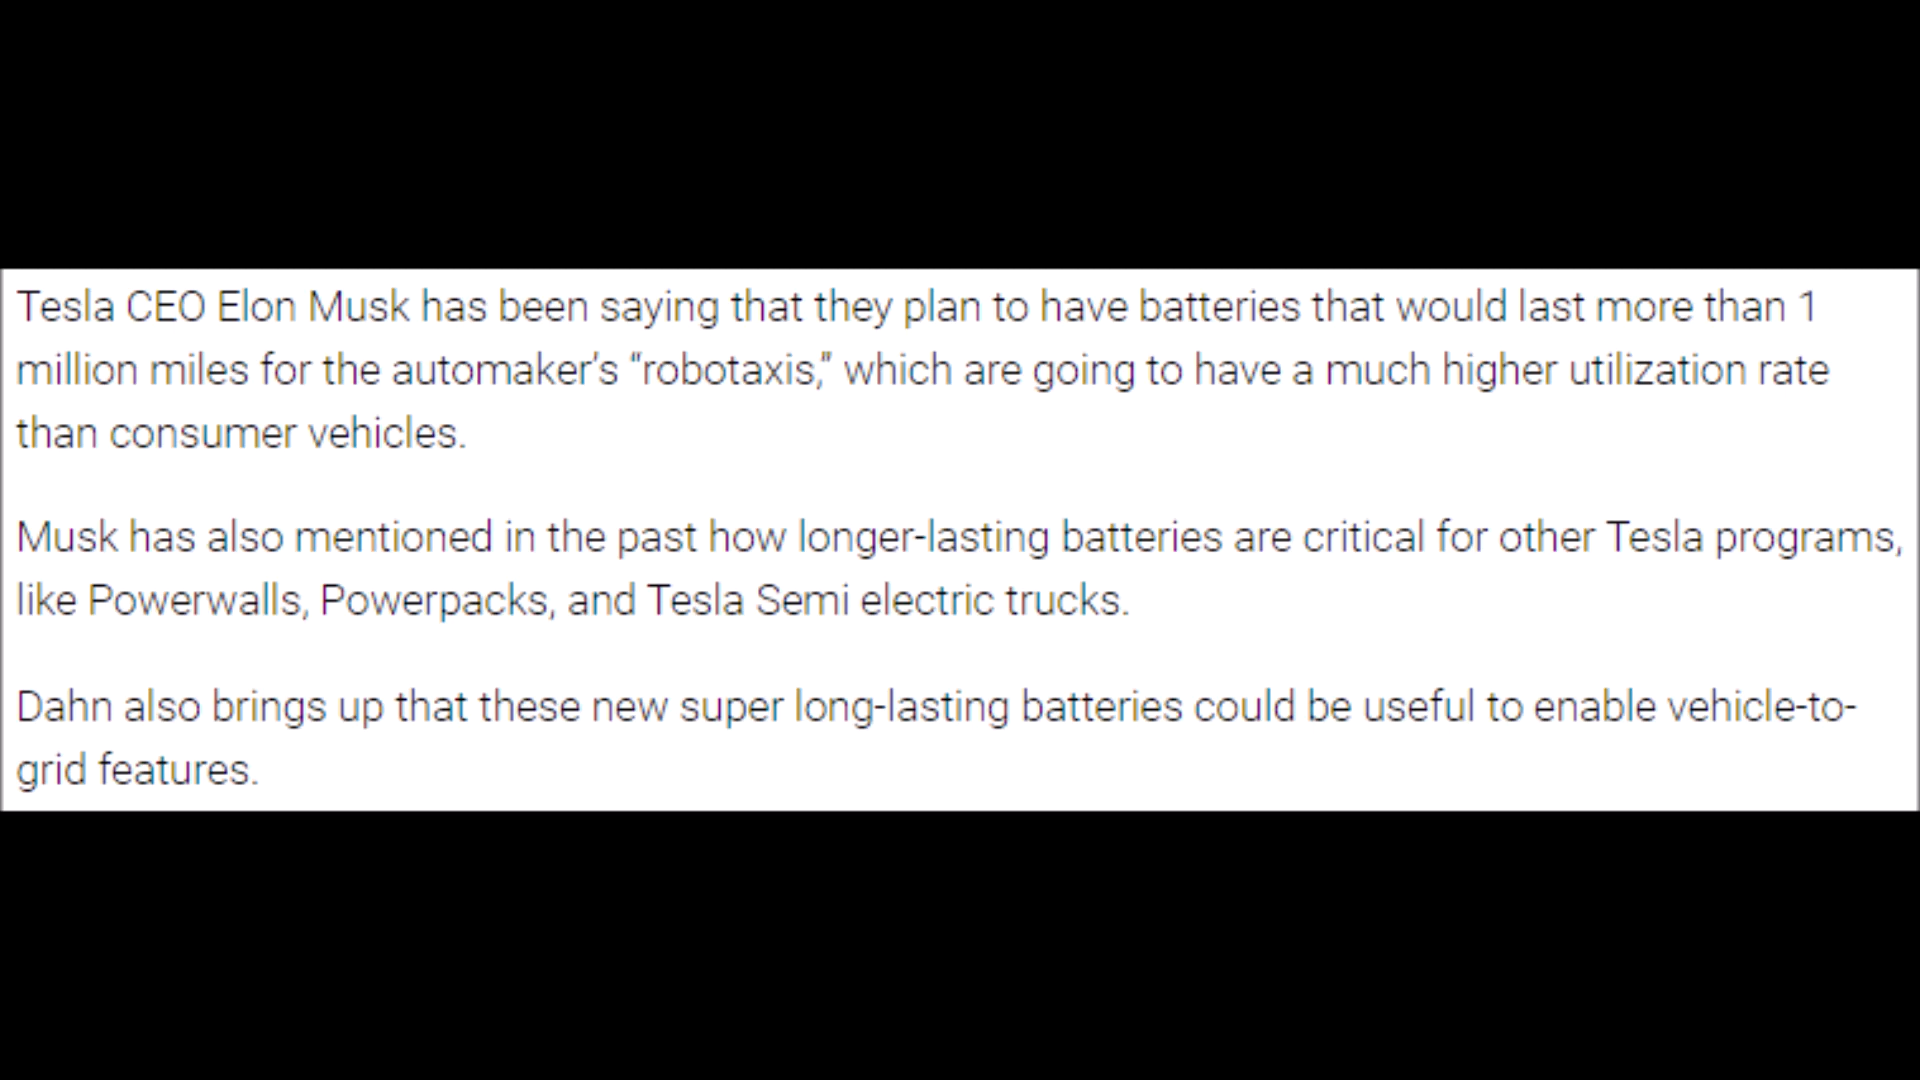 Tesla CEO Elon Musk has been saying that they plan to have batteries that would last more than 1
million miles for the automaker's “robotaxis,” which are going to have a much higher utilization rate
than consumer vehicles.
Musk has also mentioned in the past how longer-lasting batteries are critical for other Tesla programs,
like Powerwalls, Powerpacks, and Tesla Semi electric trucks.
Dahn also brings up that these new super long-lasting batteries could be useful to enable vehicle-to-
grid features.